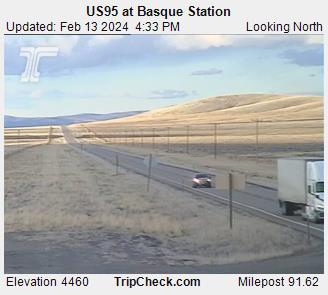 US95 at Basque Station
Updated: Feb 13 2024 4:33 PM Looking North
Elevation 4460 TripCheck.com Milepost 91.62